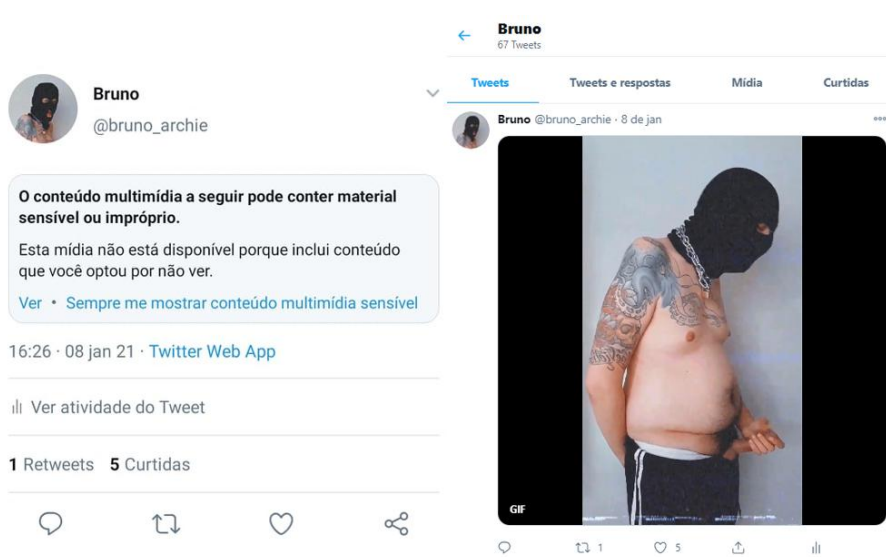 Bruno
@bruno_archie
O conteúdo multimídia a seguir pode conter material
sensível ou impróprio.
Esta mídia não está disponível porque inclui conteúdo
que você optou por não ver.
Ver • Sempre me mostrar conteúdo multimídia sensível
16:26 · 08 jan 21 · Twitter Web App
Ver atividade do Tweet
1 Retweets 5 Curtidas
Bruno
67 Tweets
Tweets Tweets e respostas Mídia Curtidas
Bruno @bruno_archie · 8 de jan
GIF
1 5